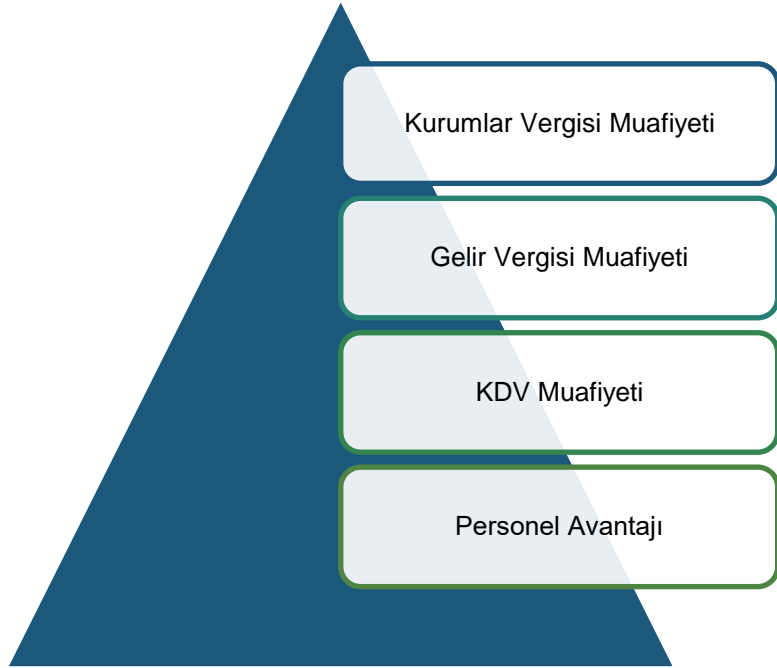 Kurumlar Vergisi Muafiyeti
Gelir Vergisi Muafiyeti
KDV Muafiyeti
Personel Avantajı